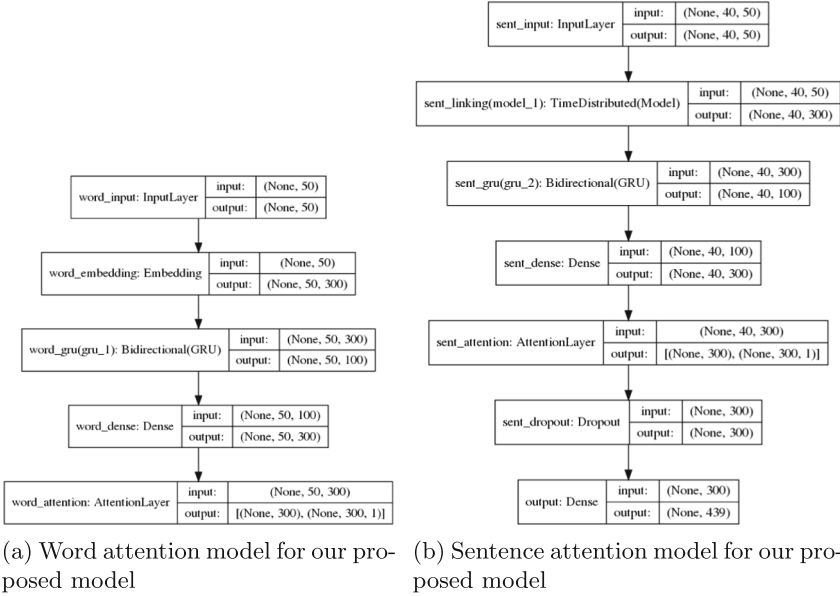 word_input: InputLayer
input: (None, 50)
output: (None, 50)
word_embedding: Embedding
input: (None, 50)
output: (None, 50, 300)
word_gru(gru_1): Bidirectional(GRU)
input: (None, 50, 300)
output: (None, 50, 100)
word_dense: Dense
input: (None, 50, 100)
output: (None, 50, 300)
word_attention: AttentionLayer
input: (None, 50, 300)
output: [(None, 300), (None, 300, 1)]
(a) Word attention model for our pro-
posed model
sent_input: InputLayer
input: (None, 40, 50)
output: (None, 40, 50)
sent_linking(model_1): TimeDistributed(Model)
input: (None, 40, 50)
output: (None, 40, 300)
sent_gru(gru_2): Bidirectional(GRU)
input: (None, 40, 300)
output: (None, 40, 100)
sent_dense: Dense
input: (None, 40, 100)
output: (None, 40, 300)
sent_attention: AttentionLayer
input: (None, 40, 300)
output: [(None, 300), (None, 300, 1)]
sent_dropout: Dropout
input: (None, 300)
output: (None, 300)
output: Dense
input: (None, 300)
output: (None, 439)
(b) Sentence attention model for our pro-
posed model